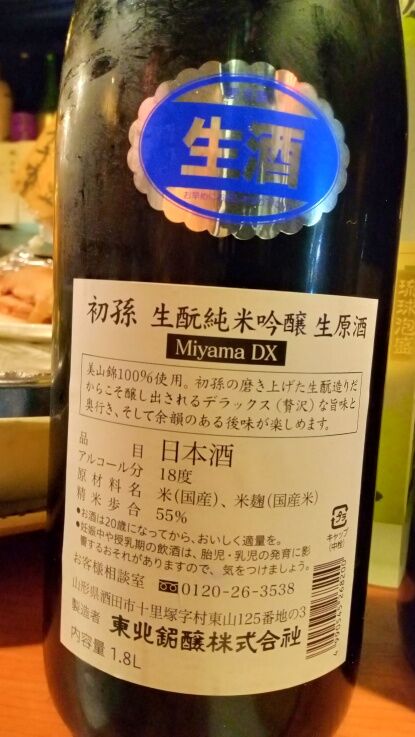 生酒
初孫 生酛純米吟醸 生原酒
Miyama DX
美山錦100%使用。初孫の磨き上げた生酛造りだ
からこそ醸し出されるデラックス(贅沢)な旨味と
奥行き、そして余韻のある後味が楽しめます。
品目 日本酒
アルコール分 18度
原材料名 米(国産)、米麹(国産米)
精米歩合 55%
●お酒は20歳になってから、おいしく適量を。
●妊娠中や授乳期の飲酒は、胎児・乳児の発育に影
響するおそれがありますので、気をつけましょう。
プラ
キャップ
(中栓)
お客様相談室 0120-26-3538
山形県酒田市十里塚字村東山125番地の3
製造者 東北銘醸株式会社
内容量 1.8L